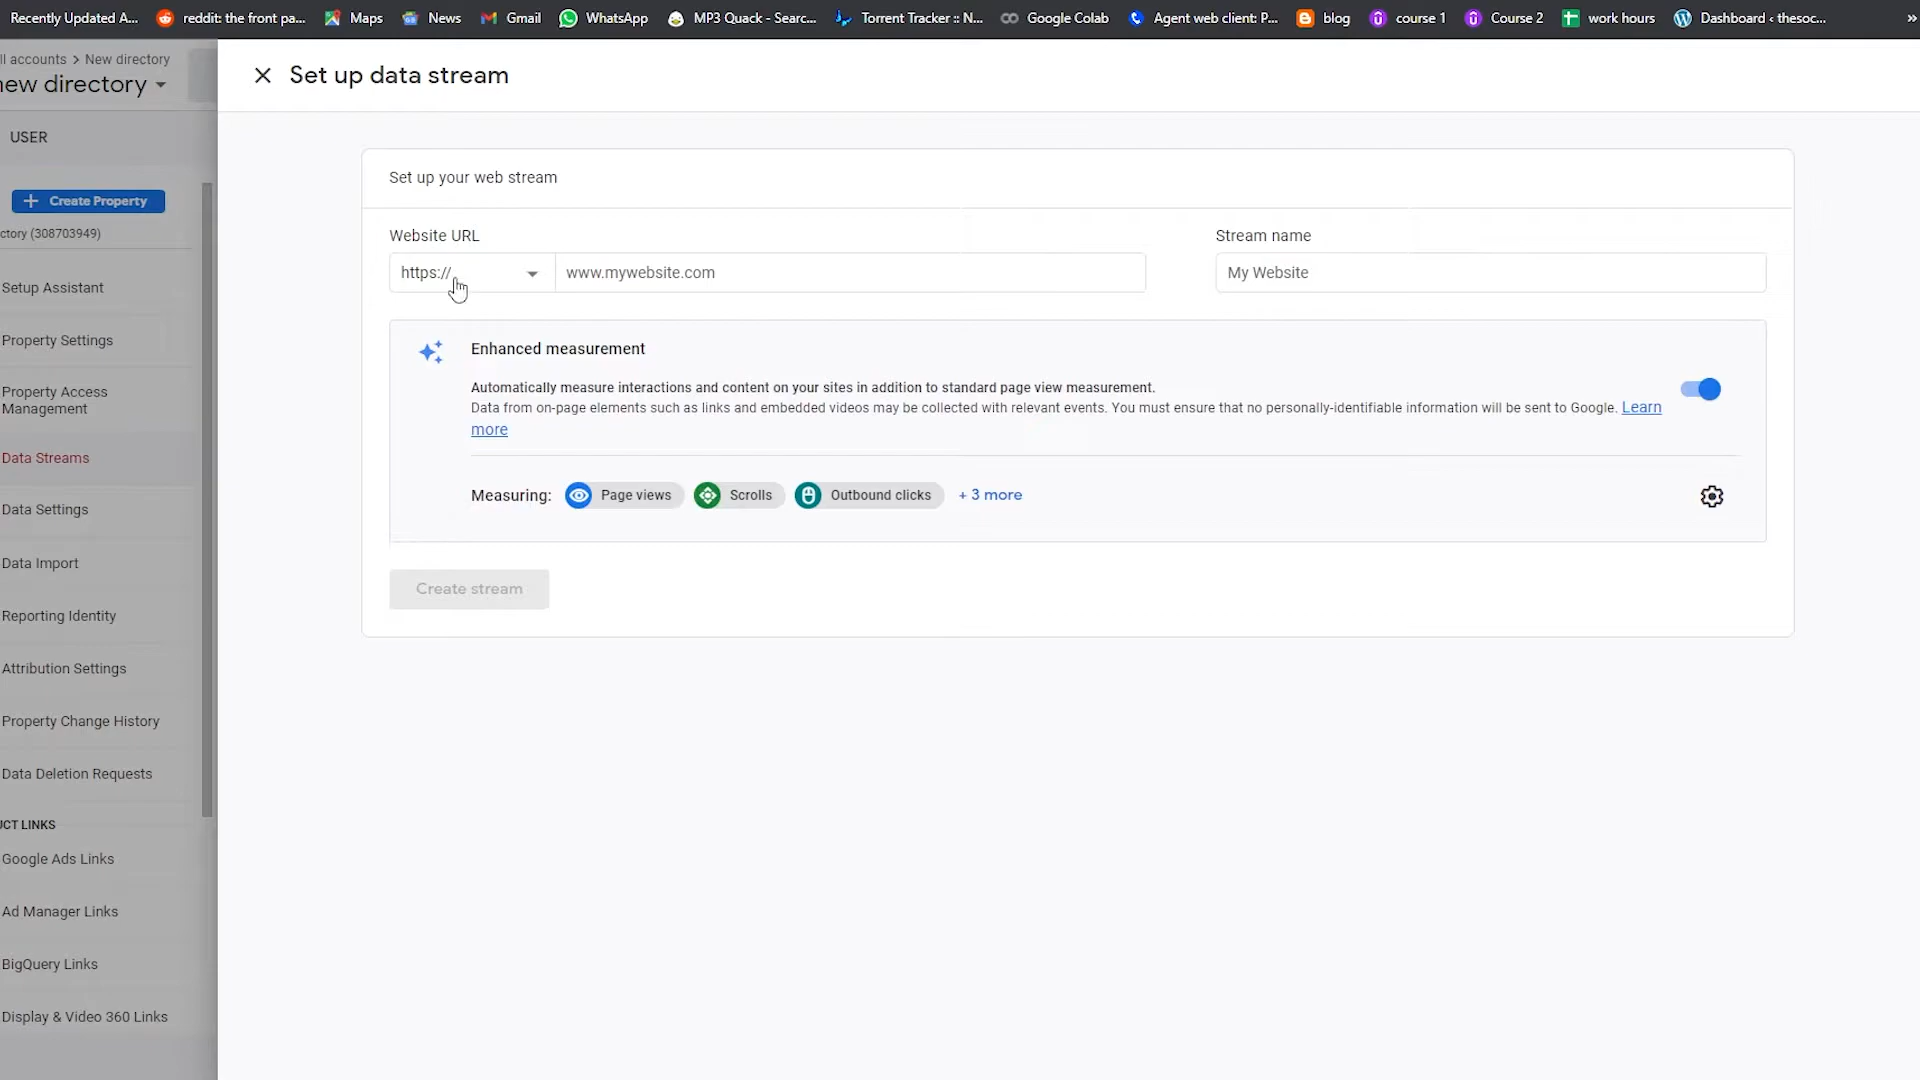 Recently Updated A... reddit: the front pa... Maps News Gmail WhatsApp MP3 Quack - Searc... Torrent Tracker :: N... Google Colab Agent web client: P... blog course 1 Course 2 work hours Dashboard ‹ thesoc... »
ll accounts > New directory
new directory
Set up data stream
USER
Create Property
ctory (308703949)
Setup Assistant
Property Settings
Property Access
Management
Data Streams
Data Settings
Data Import
Reporting Identity
Attribution Settings
Property Change History
Data Deletion Requests
UCT LINKS
Google Ads Links
Ad Manager Links
BigQuery Links
Display & Video 360 Links
Set up your web stream
Website URL
Stream name
https://
www.mywebsite.com
My Website
Enhanced measurement
Automatically measure interactions and content on your sites in addition to standard page view measurement.
Data from on-page elements such as links and embedded videos may be collected with relevant events. You must ensure that no personally-identifiable information will be sent to Google. Learn
more
Measuring: Page views Scrolls Outbound clicks + 3 more
Create stream